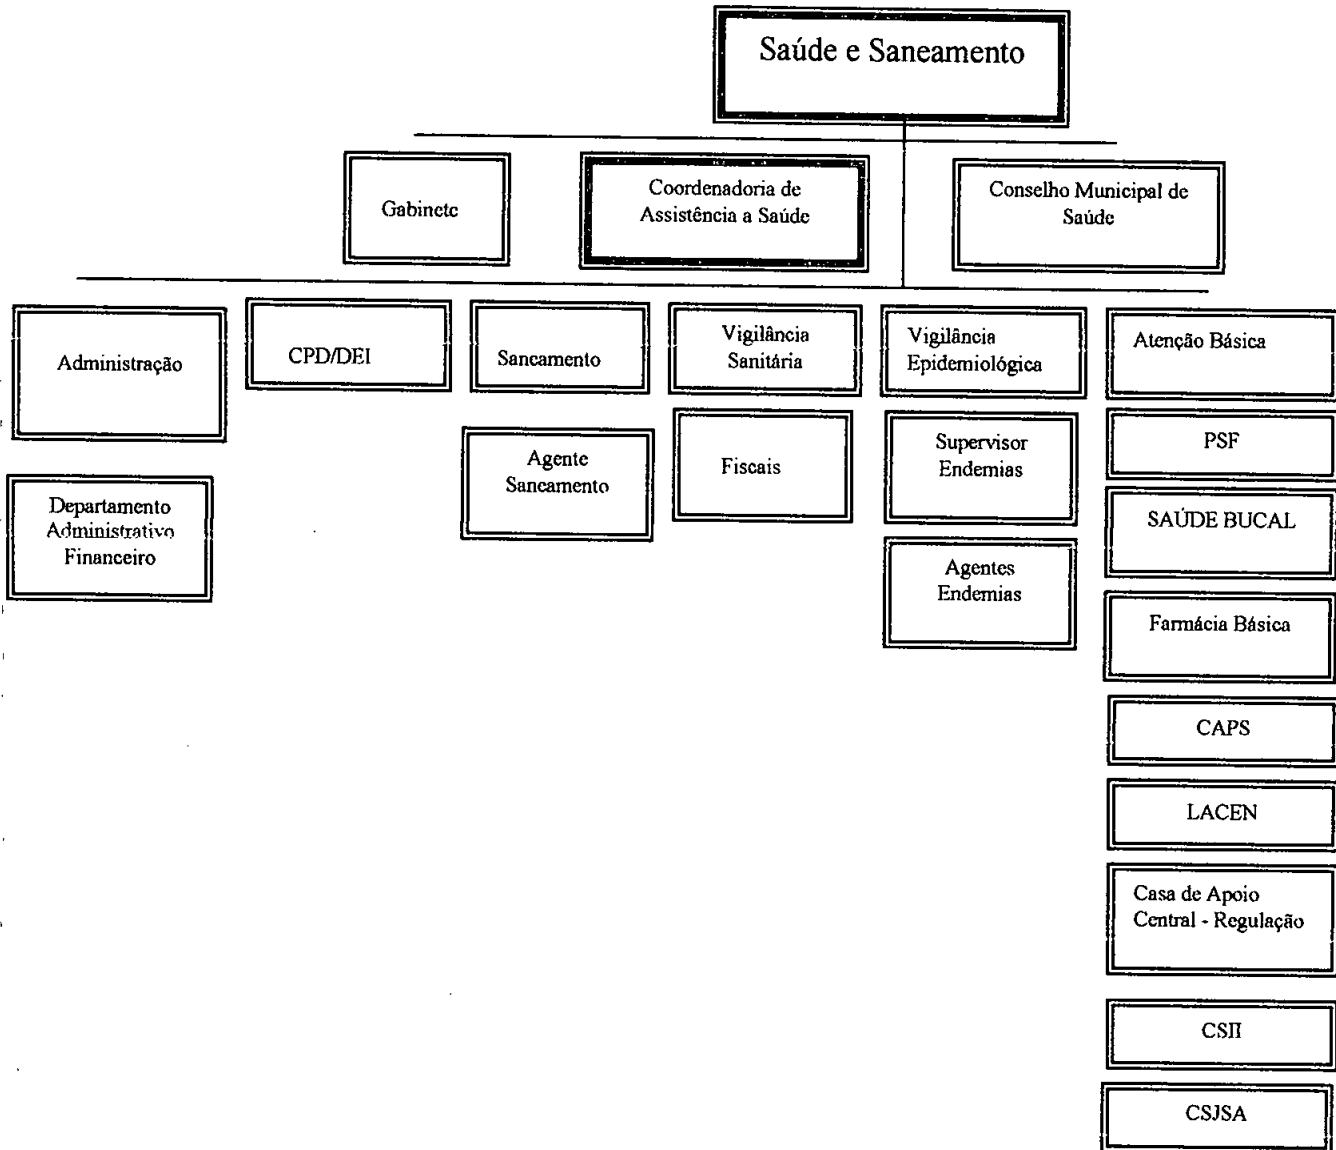 Saúde e Saneamento
Gabinete
Coordenadoria de
Assistência a Saúde
Conselho Municipal de
Saúde
Administração
CPD/DEI
Saneamento
Vigilância
Sanitária
Vigilância
Epidemiológica
Atenção Básica
Departamento
Administrativo
Financeiro
Agente
Saneamento
Fiscais
Supervisor
Endemias
Agentes
Endemias
PSF
SAÚDE BUCAL
Farmácia Básica
CAPS
LACEN
Casa de Apoio
Central - Regulação
CSII
CSJSA